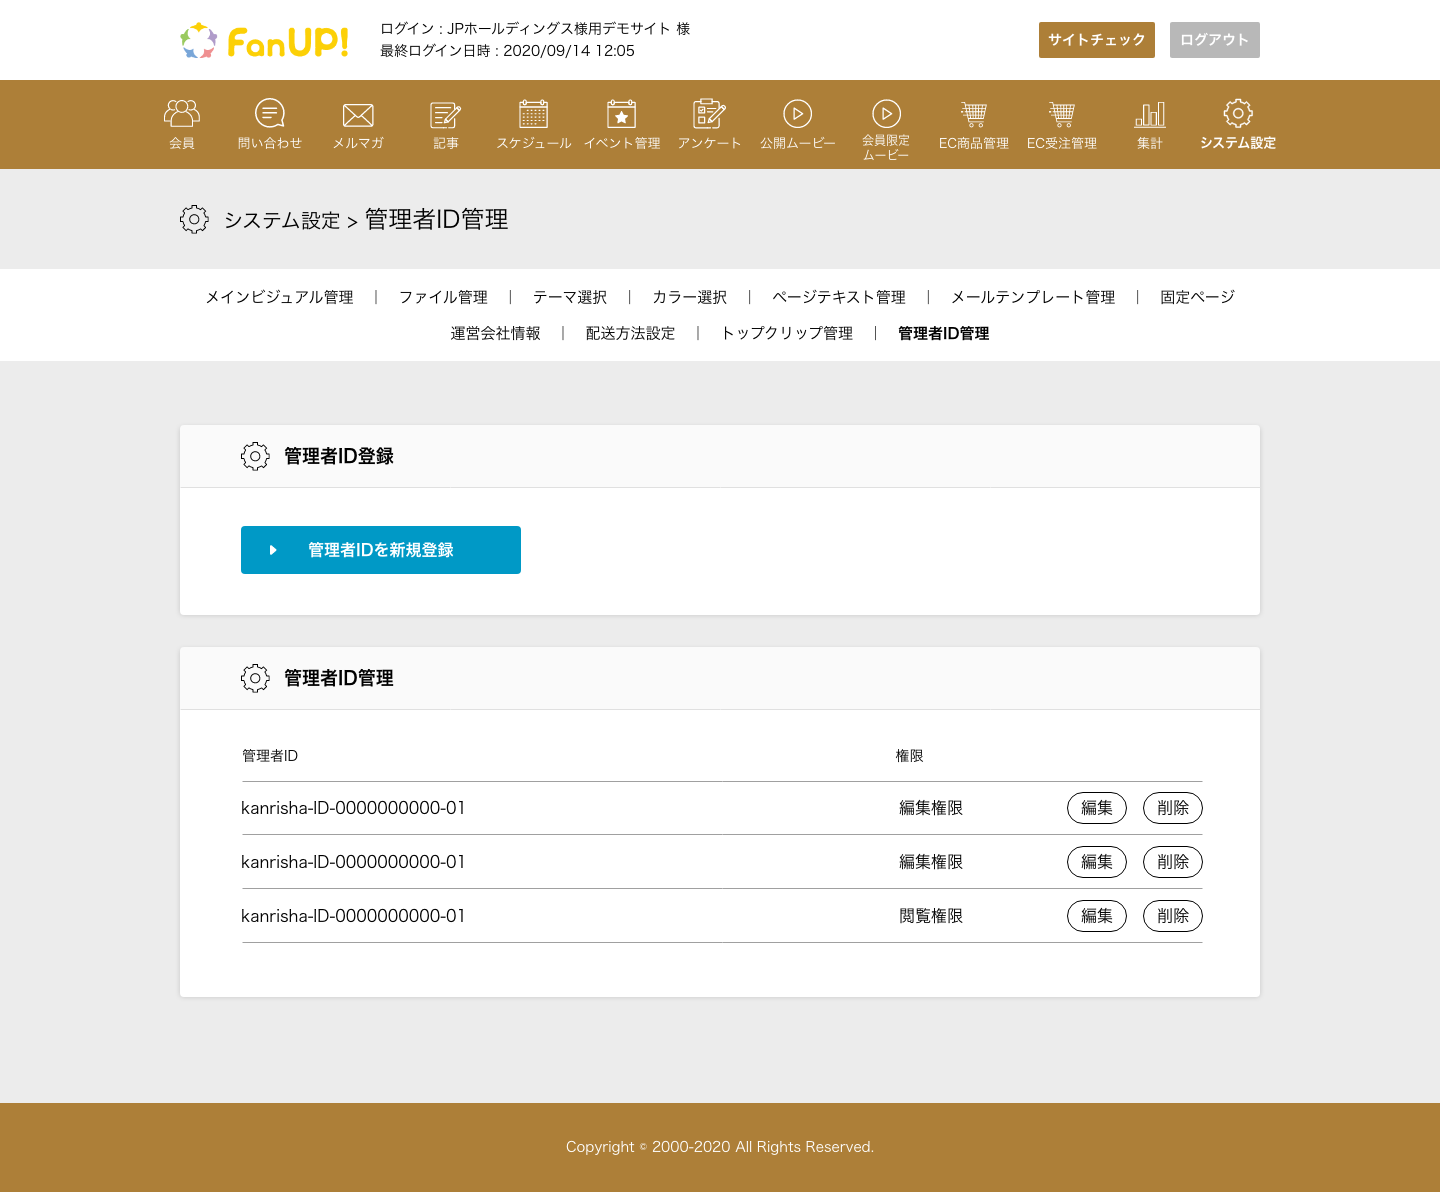 FanUP!
ログイン : JPホールディングス様用デモサイト 様
最終ログイン日時 : 2020/09/14 12:05
サイトチェック
ログアウト
会員
問い合わせ
メルマガ
記事
スケジュール
イベント管理
アンケート
公開ムービー
会員限定
ムービー
EC商品管理
EC受注管理
集計
システム設定
システム設定 > 管理者ID管理
メインビジュアル管理 | ファイル管理 | テーマ選択 | カラー選択 | ページテキスト管理 | メールテンプレート管理 | 固定ページ
運営会社情報 | 配送方法設定 | トップクリップ管理 | 管理者ID管理
管理者ID登録
管理者IDを新規登録
管理者ID管理
管理者ID 権限
kanrisha-ID-0000000000-01 編集権限 編集 削除
kanrisha-ID-0000000000-01 編集権限 編集 削除
kanrisha-ID-0000000000-01 閲覧権限 編集 削除
Copyright © 2000-2020 All Rights Reserved.